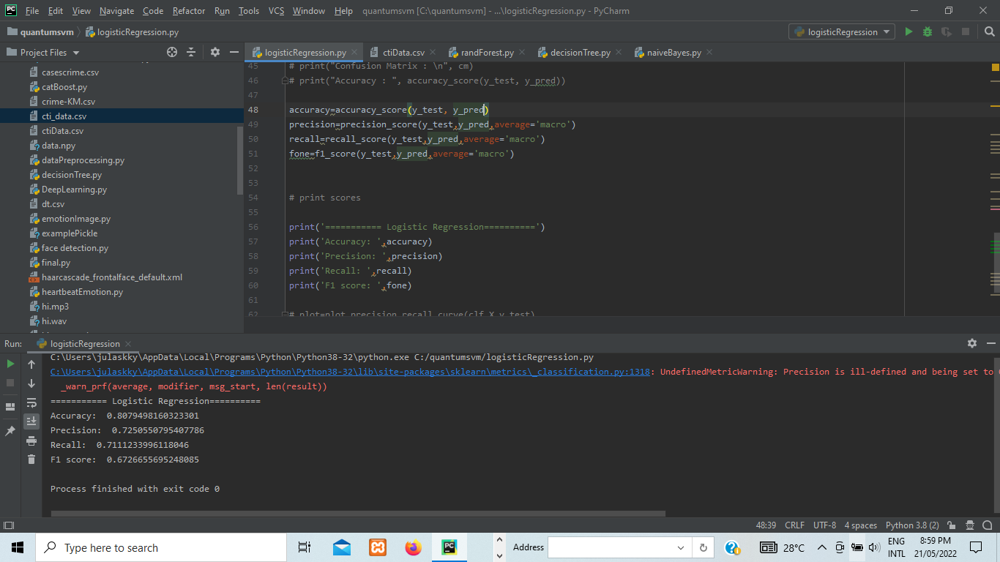 File Edit View Navigate Code Refactor Run Tools VCS Window Help quantumsvm [C:\quantumsvm] - ...\logisticRegression.py - PyCharm
quantumsvm logisticRegression.py logisticRegression
Project Files logisticRegression.py ctiData.csv randForest.py decisionTree.py naiveBayes.py
casescrime.csv
catBoost.py
crime-KM.csv
cti_data.csv
ctiData.csv
data.npy
dataPreprocessing.py
decisionTree.py
DeepLearning.py
dt.csv
emotionImage.py
examplePickle
face detection.py
final.py
haarcascade_frontalface_default.xml
heartbeatEmotion.py
hi.mp3
hi.wav
45 # print("Confusion Matrix : \n", cm)
46 # print("Accuracy : ", accuracy_score(y_test, y_pred))
47
48 accuracy=accuracy_score(y_test, y_pred)
49 precision=precision_score(y_test,y_pred,average='macro')
50 recall=recall_score(y_test,y_pred,average='macro')
51 fone=f1_score(y_test,y_pred,average='macro')
52
53
54 # print scores
55
56 print('=========== Logistic Regression==========')
57 print('Accuracy: ',accuracy)
58 print('Precision: ',precision)
59 print('Recall: ',recall)
60 print('F1 score: ',fone)
61
62 # plot=plot_precision_recall_curve(clf,X,y_test)
Run: logisticRegression
C:\Users\julaskky\AppData\Local\Programs\Python\Python38-32\python.exe C:/quantumsvm/logisticRegression.py
C:\Users\julaskky\AppData\Local\Programs\Python\Python38-32\lib\site-packages\sklearn\metrics\_classification.py:1318: UndefinedMetricWarning: Precision is ill-defined and being set to
_warn_prf(average, modifier, msg_start, len(result))
=========== Logistic Regression==========
Accuracy:  0.8079498160323301
Precision:  0.7250550795407786
Recall:  0.7111233996118046
F1 score:  0.6726655695248085
Process finished with exit code 0
48:39 CRLF UTF-8 4 spaces Python 3.8 (2)
Type here to search Address 28°C ENG INTL 8:59 PM 21/05/2022